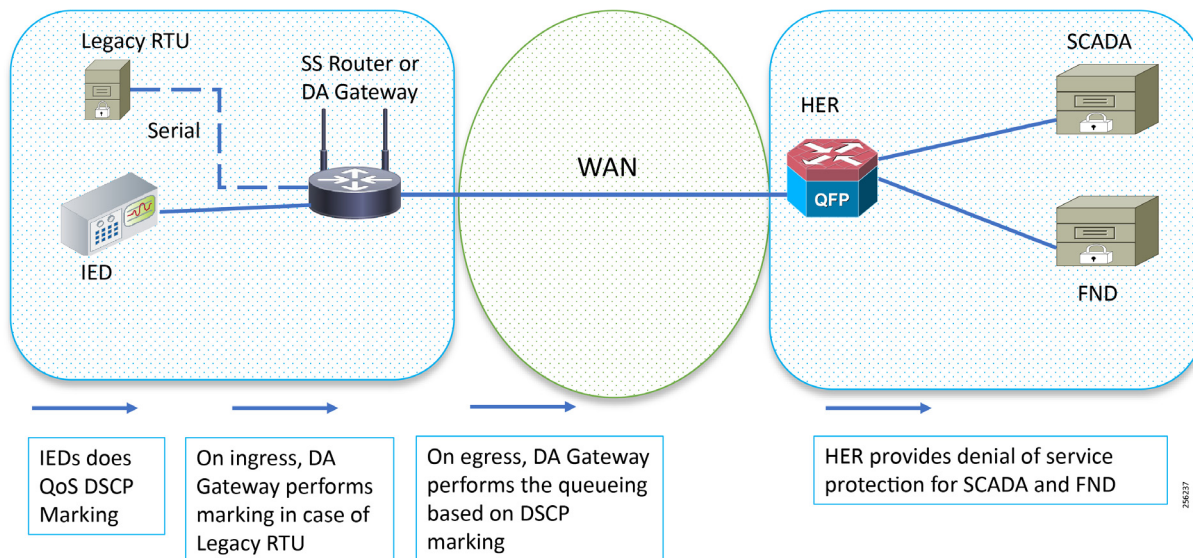 Legacy RTU
Serial
IED
SS Router or
DA Gateway
WAN
HER
QFP
SCADA
FND
IEDs does
QoS DSCP
Marking
On ingress, DA
Gateway performs
marking in case of
Legacy RTU
On egress, DA Gateway
performs the queueing
based on DSCP
marking
HER provides denial of service
protection for SCADA and FND
256237